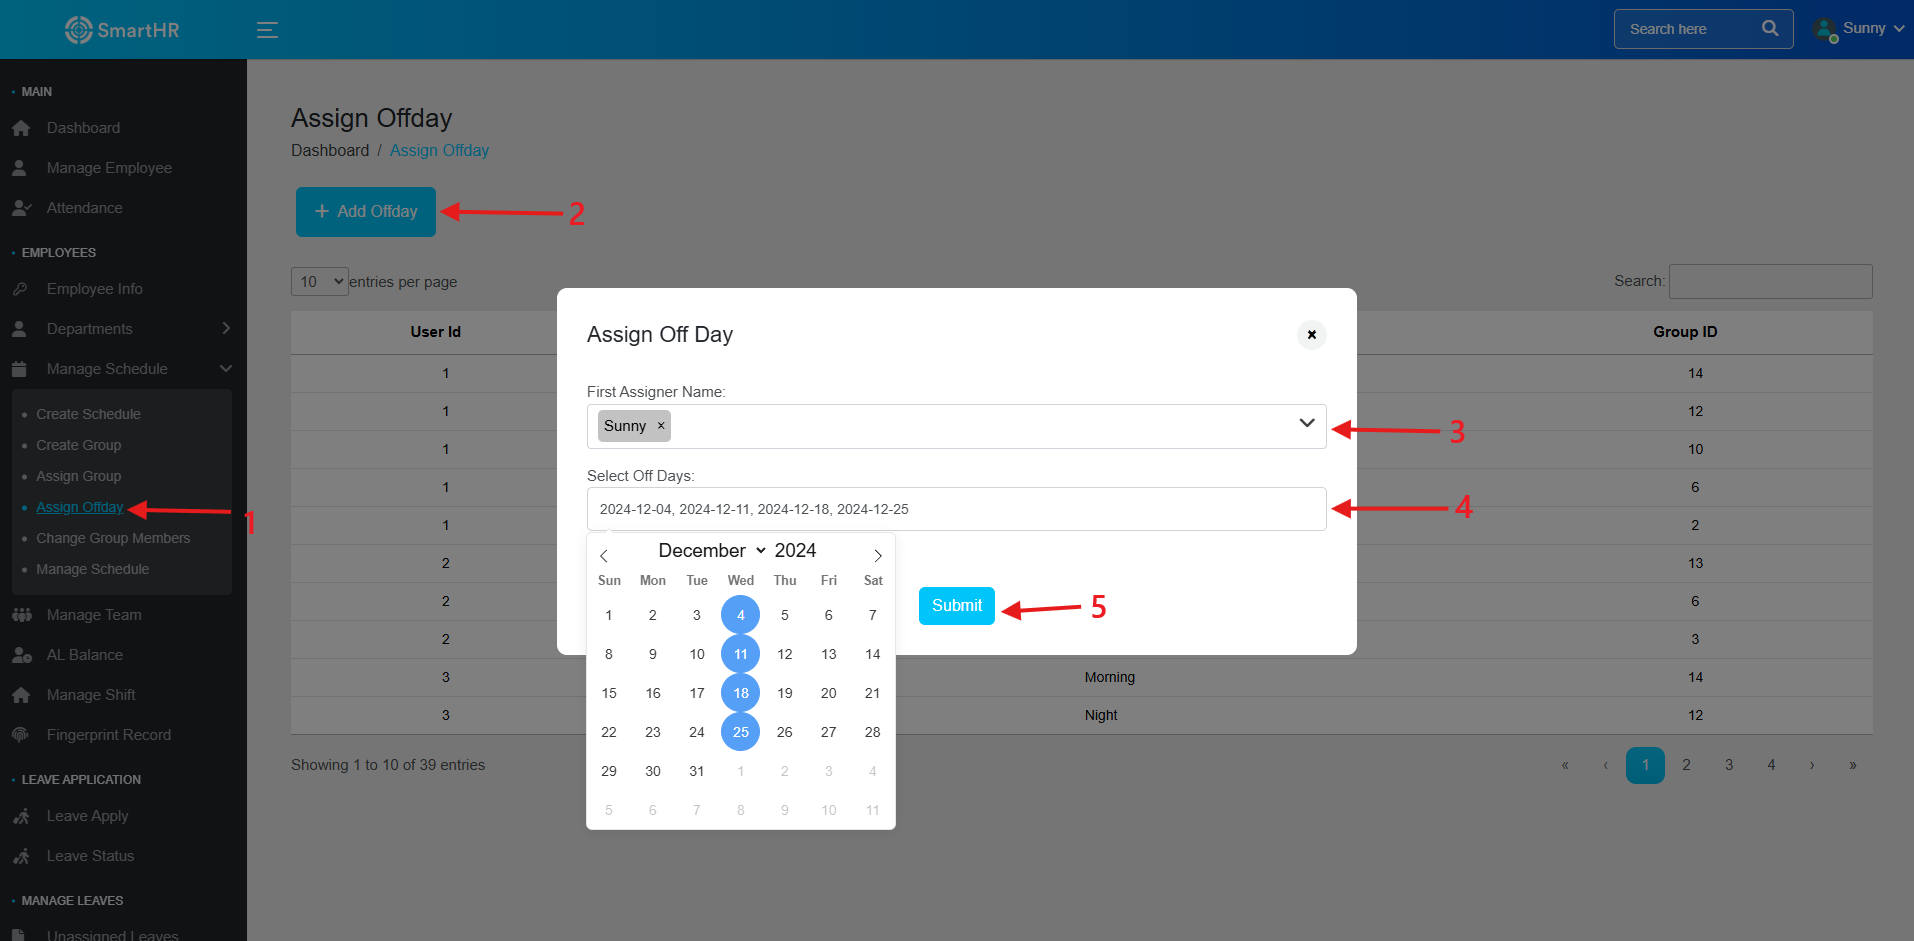 SmartHR
Search here
Sunny
MAIN
Dashboard
Manage Employee
Attendance
EMPLOYEES
Employee Info
Departments
Manage Schedule
Create Schedule
Create Group
Assign Group
Assign Offday
1
Change Group Members
Manage Schedule
Manage Team
AL Balance
Manage Shift
Fingerprint Record
LEAVE APPLICATION
Leave Apply
Leave Status
MANAGE LEAVES
Unassigned Leaves
Assign Offday
Dashboard / Assign Offday
+ Add Offday
2
10 entries per page
Search:
User Id Group ID
1 14
1 12
1 10
1 6
1 2
2 13
2 6
2 3
3 Morning 14
3 Night 12
Showing 1 to 10 of 39 entries
« ‹ 1 2 3 4 › »
Assign Off Day
×
First Assigner Name:
Sunny ×
3
Select Off Days:
2024-12-04, 2024-12-11, 2024-12-18, 2024-12-25
4
December 2024
Sun Mon Tue Wed Thu Fri Sat
1 2 3 4 5 6 7
8 9 10 11 12 13 14
15 16 17 18 19 20 21
22 23 24 25 26 27 28
29 30 31 1 2 3 4
5 6 7 8 9 10 11
Submit
5